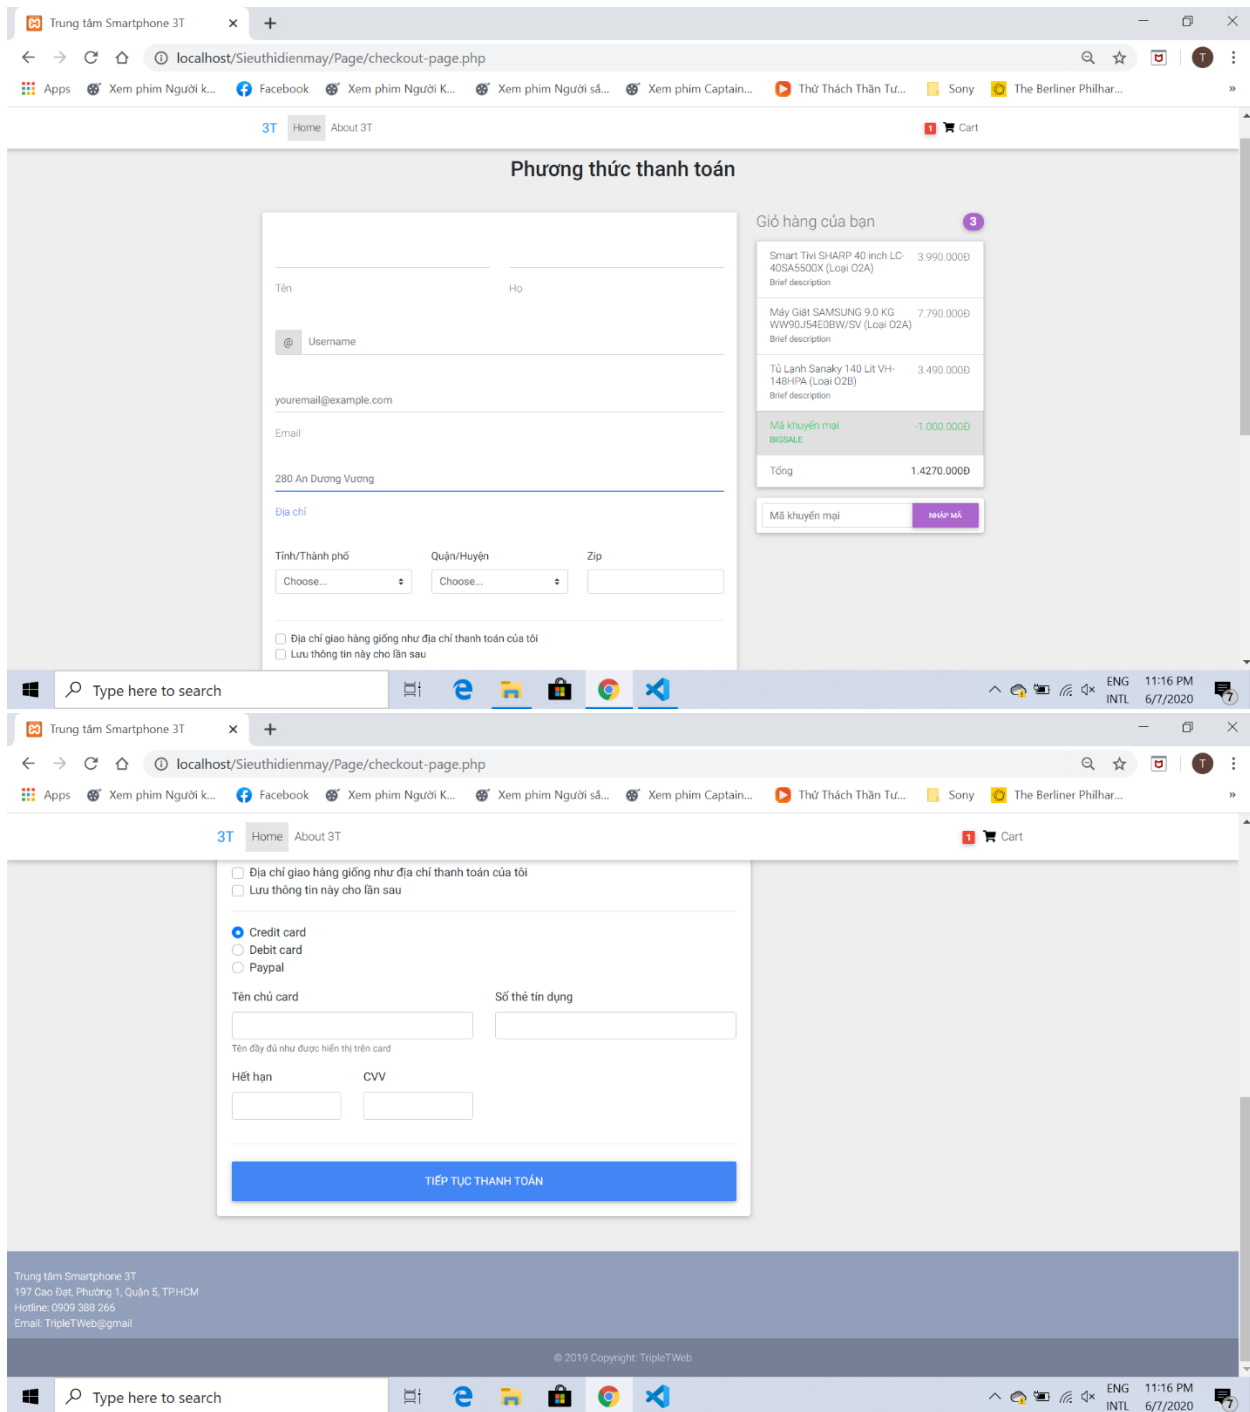 Trung tâm Smartphone 3T
localhost/Sieuthidienmay/Page/checkout-page.php
T
Apps Xem phim Người k... Facebook Xem phim Người K... Xem phim Người sắ... Xem phim Captain... Thử Thách Thần Tư... Sony The Berliner Philhar... »
3T Home About 3T 1 Cart
Phương thức thanh toán
Giỏ hàng của bạn 3
Smart Tivi SHARP 40 inch LC- 3.990.000Đ
40SA5500X (Loại O2A)
Brief description
Tên Họ
Máy Giặt SAMSUNG 9.0 KG 7.790.000Đ
WW90J54E0BW/SV (Loại O2A)
Brief description
@ Username
Tủ Lạnh Sanaky 140 Lít VH- 3.490.000Đ
148HPA (Loại O2B)
Brief description
youremail@example.com
Email
Mã khuyến mại -1.000.000Đ
BIGSALE
Tổng 1.4270.000Đ
280 An Dương Vương
Địa chỉ
Mã khuyến mại NHẬP MÃ
Tỉnh/Thành phố Quận/Huyện Zip
Choose... Choose...
Địa chỉ giao hàng giống như địa chỉ thanh toán của tôi
Lưu thông tin này cho lần sau
Type here to search ENG 11:16 PM
INTL 6/7/2020 7
Trung tâm Smartphone 3T
localhost/Sieuthidienmay/Page/checkout-page.php
T
Apps Xem phim Người k... Facebook Xem phim Người K... Xem phim Người sắ... Xem phim Captain... Thử Thách Thần Tư... Sony The Berliner Philhar... »
3T Home About 3T 1 Cart
Địa chỉ giao hàng giống như địa chỉ thanh toán của tôi
Lưu thông tin này cho lần sau
Credit card
Debit card
Paypal
Tên chủ card Số thẻ tín dụng
Tên đầy đủ như được hiển thị trên card
Hết hạn CVV
TIẾP TỤC THANH TOÁN
Trung tâm Smartphone 3T
197 Cao Đạt, Phường 1, Quận 5, TP.HCM
Hotline: 0909 388 266
Email: TripleTWeb@gmail
© 2019 Copyright: TripleTWeb
Type here to search ENG 11:16 PM
INTL 6/7/2020 7